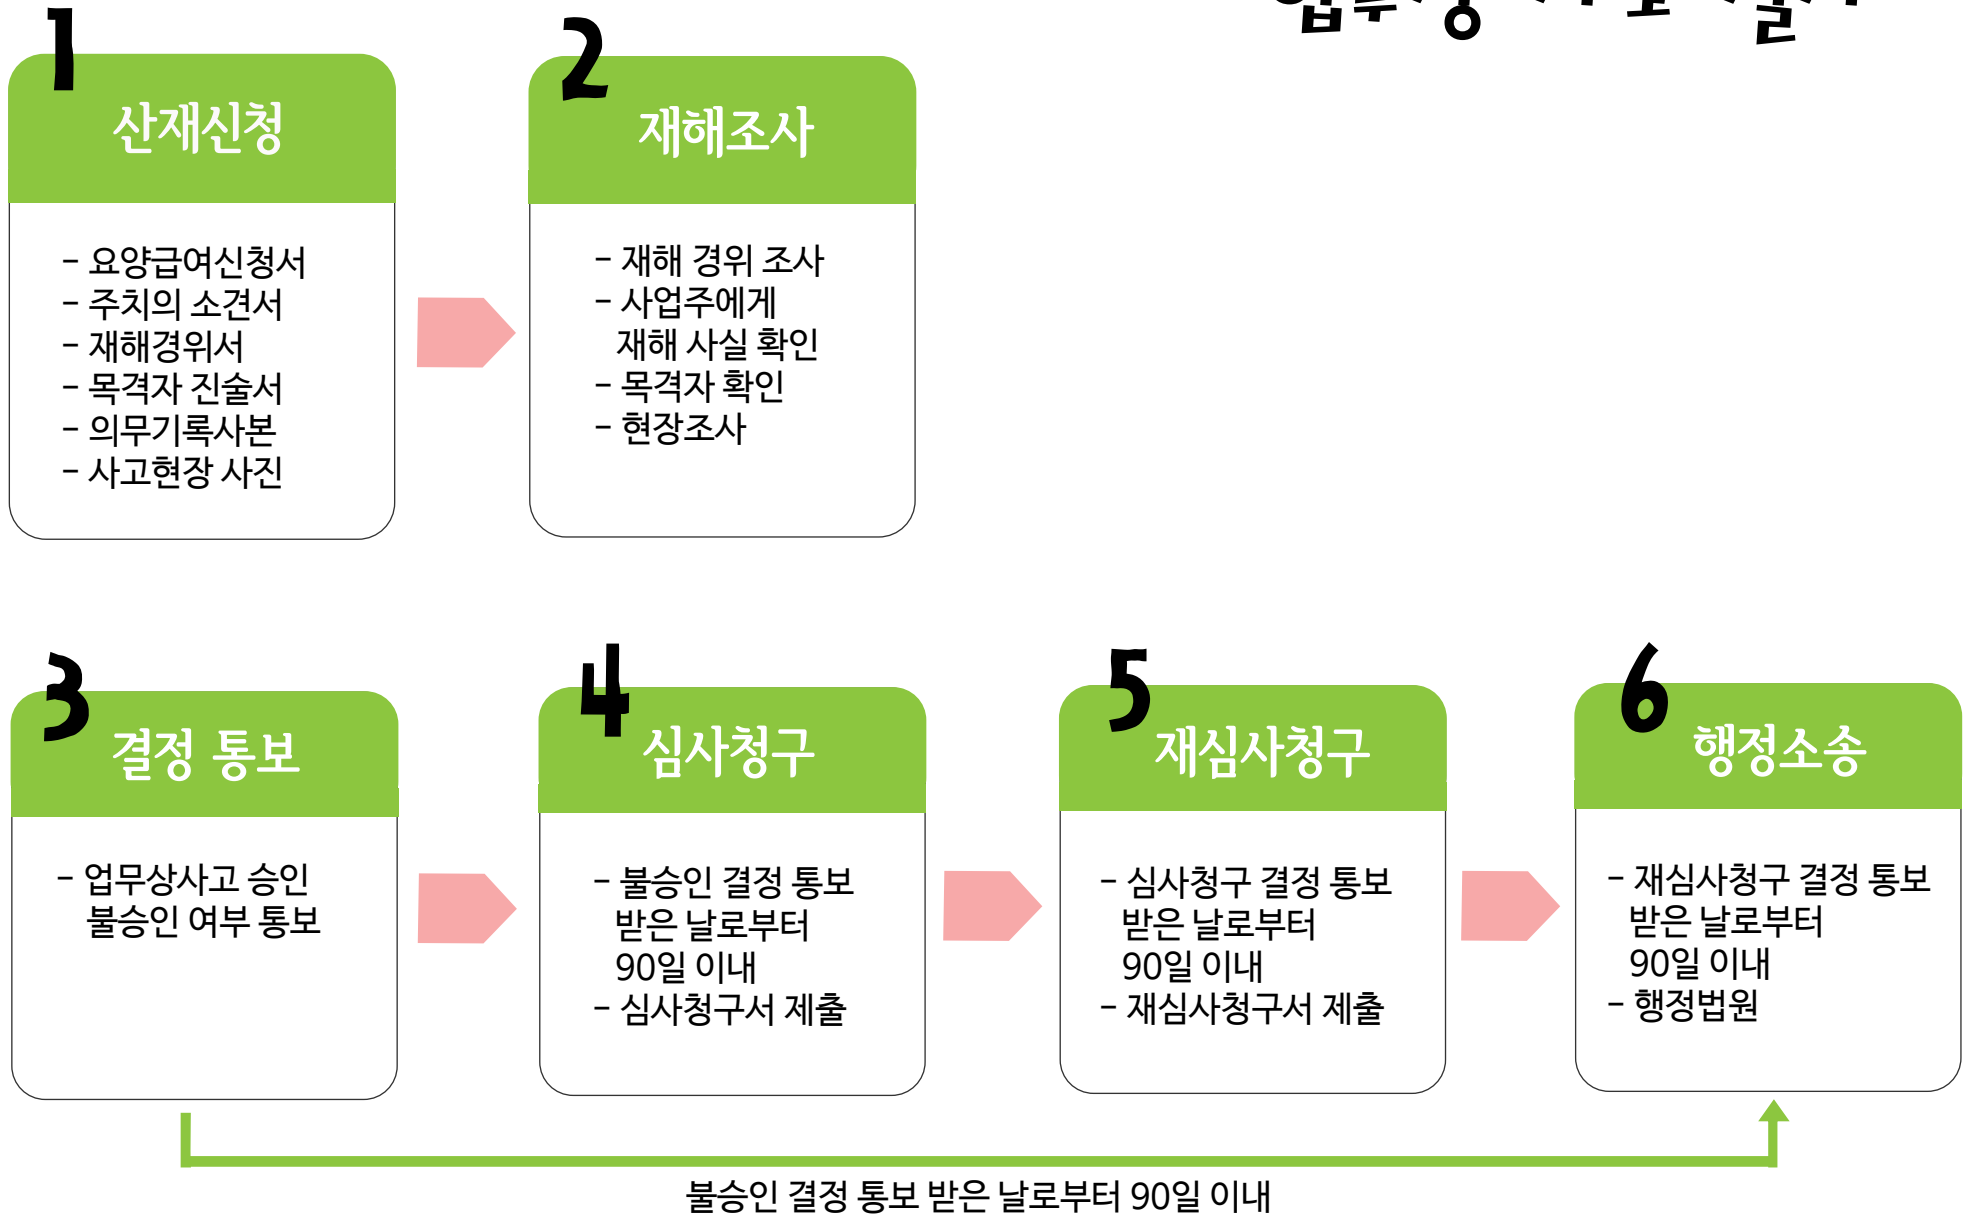 1
산재신청
- 요양급여신청서
- 주치의 소견서
- 재해경위서
- 목격자 진술서
- 의무기록사본
- 사고현장 사진
2
재해조사
- 재해 경위 조사
- 사업주에게
재해 사실 확인
- 목격자 확인
- 현장조사
3
결정 통보
- 업무상사고 승인
불승인 여부 통보
4
심사청구
- 불승인 결정 통보
받은 날로부터
90일 이내
- 심사청구서 제출
5
재심사청구
- 심사청구 결정 통보
받은 날로부터
90일 이내
- 재심사청구서 제출
6
행정소송
- 재심사청구 결정 통보
받은 날로부터
90일 이내
- 행정법원
불승인 결정 통보 받은 날로부터 90일 이내